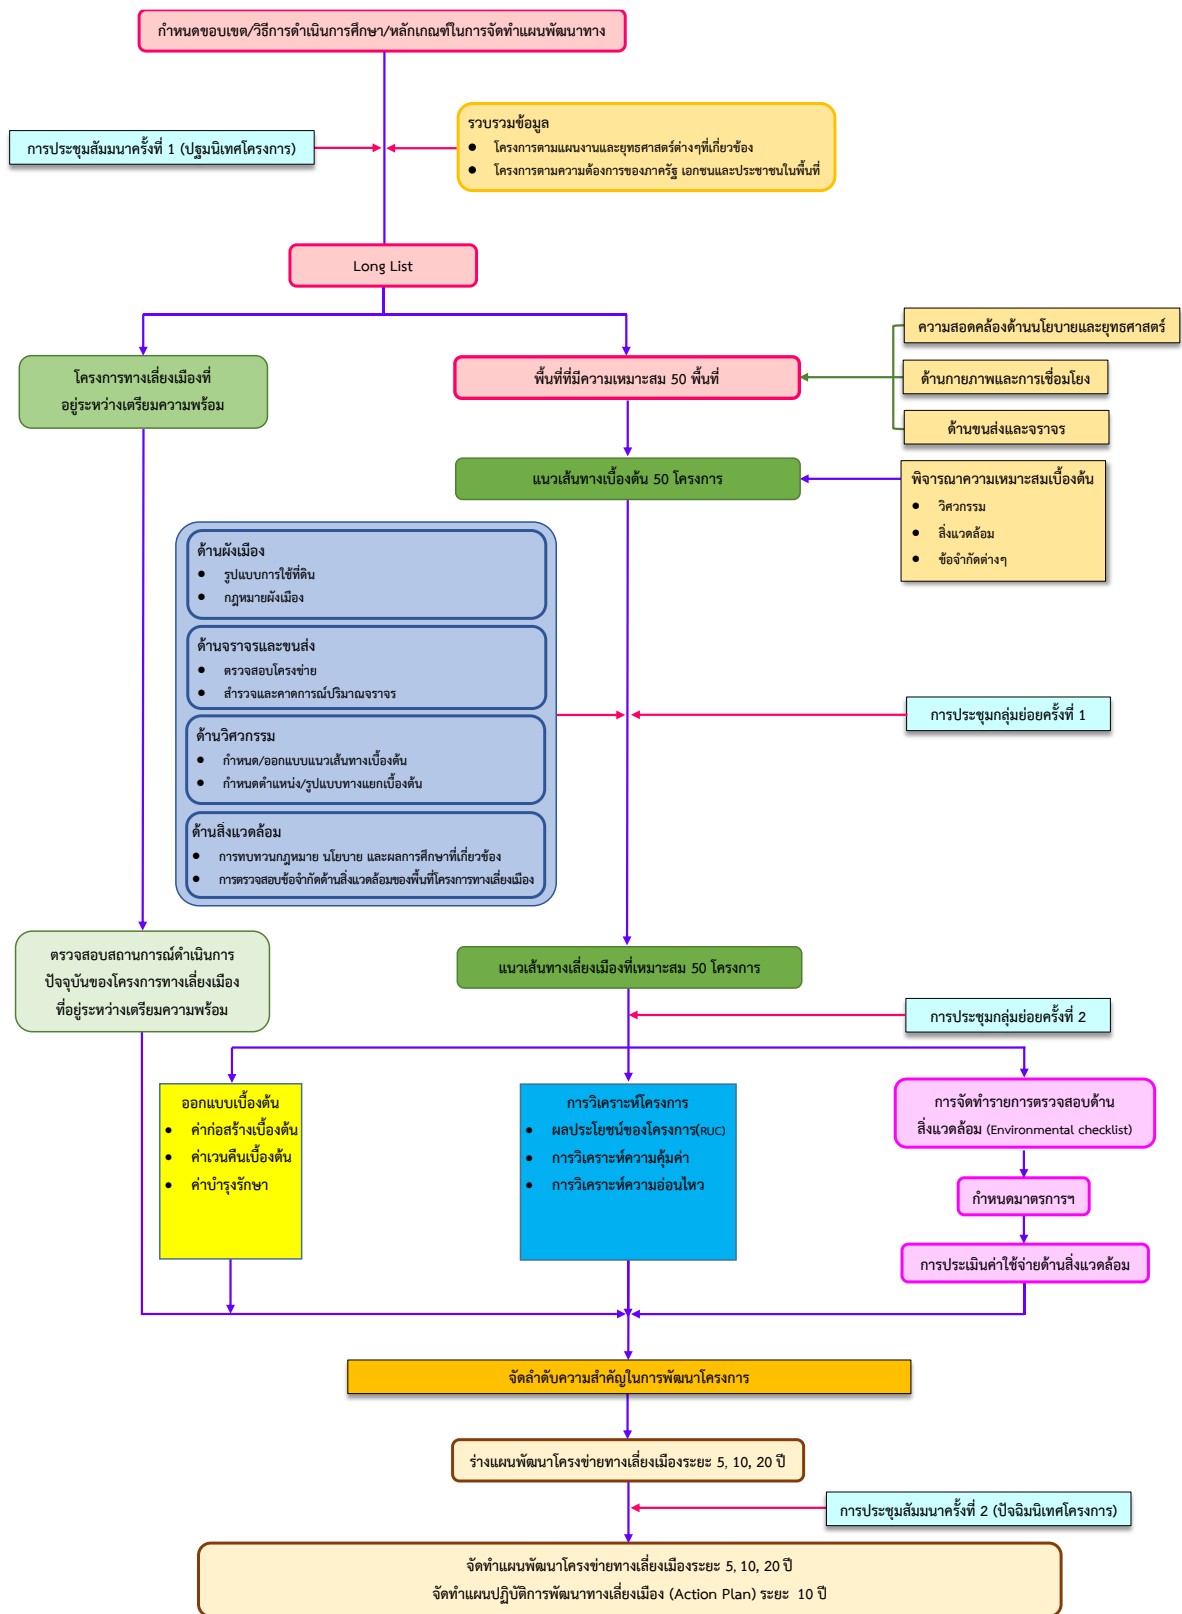 กำหนดขอบเขต/วิธีการดำเนินการศึกษา/หลักเกณฑ์ในการจัดทำแผนพัฒนาทาง
การประชุมสัมมนาครั้งที่ 1 (ปฐมนิเทศโครงการ)
รวบรวมข้อมูล
● โครงการตามแผนงานและยุทธศาสตร์ต่างๆที่เกี่ยวข้อง
● โครงการตามความต้องการของภาครัฐ เอกชนและประชาชนในพื้นที่
Long List
โครงการทางเลี่ยงเมืองที่
อยู่ระหว่างเตรียมความพร้อม
พื้นที่ที่มีความเหมาะสม 50 พื้นที่
ความสอดคล้องด้านนโยบายและยุทธศาสตร์
ด้านกายภาพและการเชื่อมโยง
ด้านขนส่งและจราจร
แนวเส้นทางเบื้องต้น 50 โครงการ
พิจารณาความเหมาะสมเบื้องต้น
● วิศวกรรม
● สิ่งแวดล้อม
● ข้อจำกัดต่างๆ
ด้านผังเมือง
● รูปแบบการใช้ที่ดิน
● กฎหมายผังเมือง
ด้านจราจรและขนส่ง
● ตรวจสอบโครงข่าย
● สำรวจและคาดการณ์ปริมาณจราจร
ด้านวิศวกรรม
● กำหนด/ออกแบบแนวเส้นทางเบื้องต้น
● กำหนดตำแหน่ง/รูปแบบทางแยกเบื้องต้น
ด้านสิ่งแวดล้อม
● การทบทวนกฎหมาย นโยบาย และผลการศึกษาที่เกี่ยวข้อง
● การตรวจสอบข้อจำกัดด้านสิ่งแวดล้อมของพื้นที่โครงการทางเลี่ยงเมือง
การประชุมกลุ่มย่อยครั้งที่ 1
ตรวจสอบสถานการณ์ดำเนินการ
ปัจจุบันของโครงการทางเลี่ยงเมือง
ที่อยู่ระหว่างเตรียมความพร้อม
แนวเส้นทางเลี่ยงเมืองที่เหมาะสม 50 โครงการ
การประชุมกลุ่มย่อยครั้งที่ 2
ออกแบบเบื้องต้น
● ค่าก่อสร้างเบื้องต้น
● ค่าเวนคืนเบื้องต้น
● ค่าบำรุงรักษา
การวิเคราะห์โครงการ
● ผลประโยชน์ของโครงการ(RUC)
● การวิเคราะห์ความคุ้มค่า
● การวิเคราะห์ความอ่อนไหว
การจัดทำรายการตรวจสอบด้าน
สิ่งแวดล้อม (Environmental checklist)
กำหนดมาตรการฯ
การประเมินค่าใช้จ่ายด้านสิ่งแวดล้อม
จัดลำดับความสำคัญในการพัฒนาโครงการ
ร่างแผนพัฒนาโครงข่ายทางเลี่ยงเมืองระยะ 5, 10, 20 ปี
การประชุมสัมมนาครั้งที่ 2 (ปัจฉิมนิเทศโครงการ)
จัดทำแผนพัฒนาโครงข่ายทางเลี่ยงเมืองระยะ 5, 10, 20 ปี
จัดทำแผนปฏิบัติการพัฒนาทางเลี่ยงเมือง (Action Plan) ระยะ 10 ปี